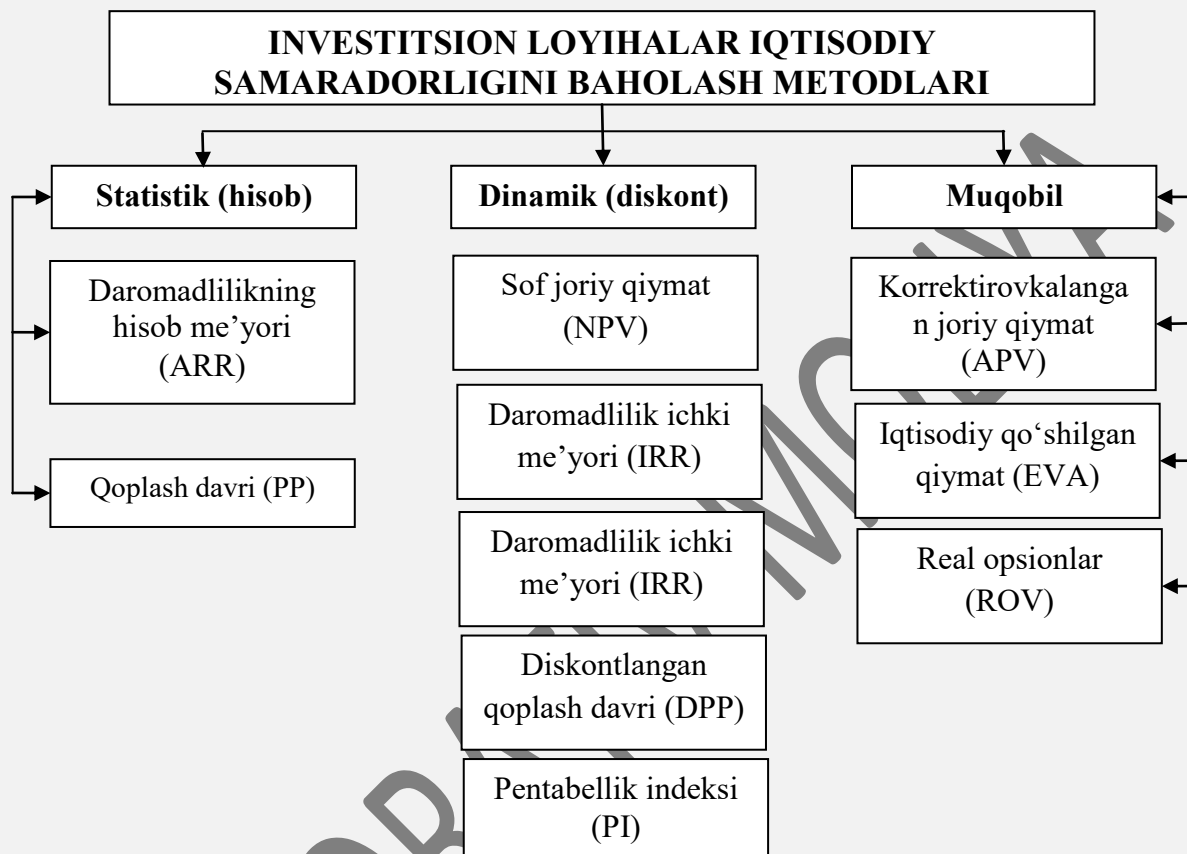 INVESTITSION LOYIHALAR IQTISODIY
SAMARADORLIGINI BAHOLASH METODLARI
Statistik (hisob)
Daromadlilikning
hisob me’yori
(ARR)
Qoplash davri (PP)
Dinamik (diskont)
Sof joriy qiymat
(NPV)
Daromadlilik ichki
me’yori (IRR)
Daromadlilik ichki
me’yori (IRR)
Diskontlangan
qoplash davri (DPP)
Pentabellik indeksi
(PI)
Muqobil
Korrektirovkalanga
n joriy qiymat
(APV)
Iqtisodiy qo‘shilgan
qiymat (EVA)
Real opsionlar
(ROV)